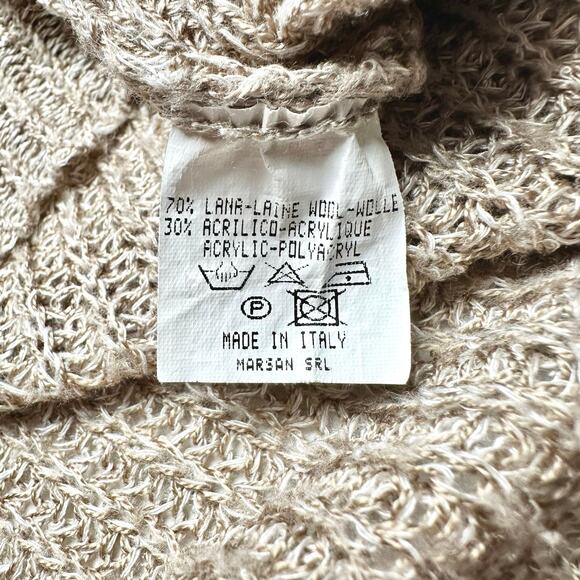 70% LANA-LAINE WOOL-WOLLE
30% ACRILICO-ACRYLIQUE
ACRYLIC-POLYACRYL
P
MADE IN ITALY
MARSAN SRL